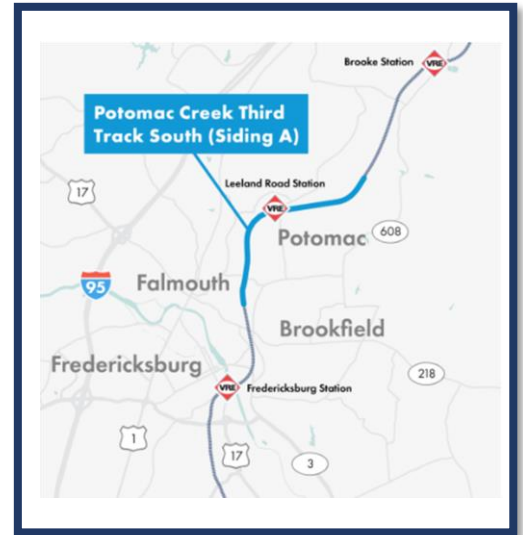 Brooke Station
VRE
Potomac Creek Third
Track South (Siding A)
17
Leeland Road Station
VRE
Potomac
608
95
Falmouth
Brookfield
Fredericksburg
218
VRE
Fredericksburg Station
1
17
3